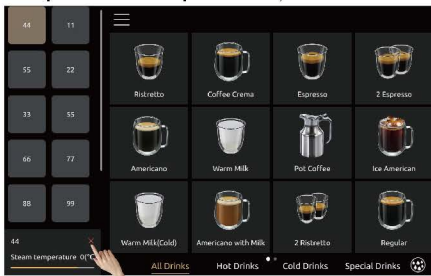 44 11
55 22
33 55
66 77
88 99
44 ×
Steam temperature 0(°C
Ristretto Coffee Crema Espresso 2 Espresso
Americano Warm Milk Pot Coffee Ice American
Warm Milk(Cold) Americano with Milk 2 Ristretto Regular
All Drinks Hot Drinks Cold Drinks Special Drinks